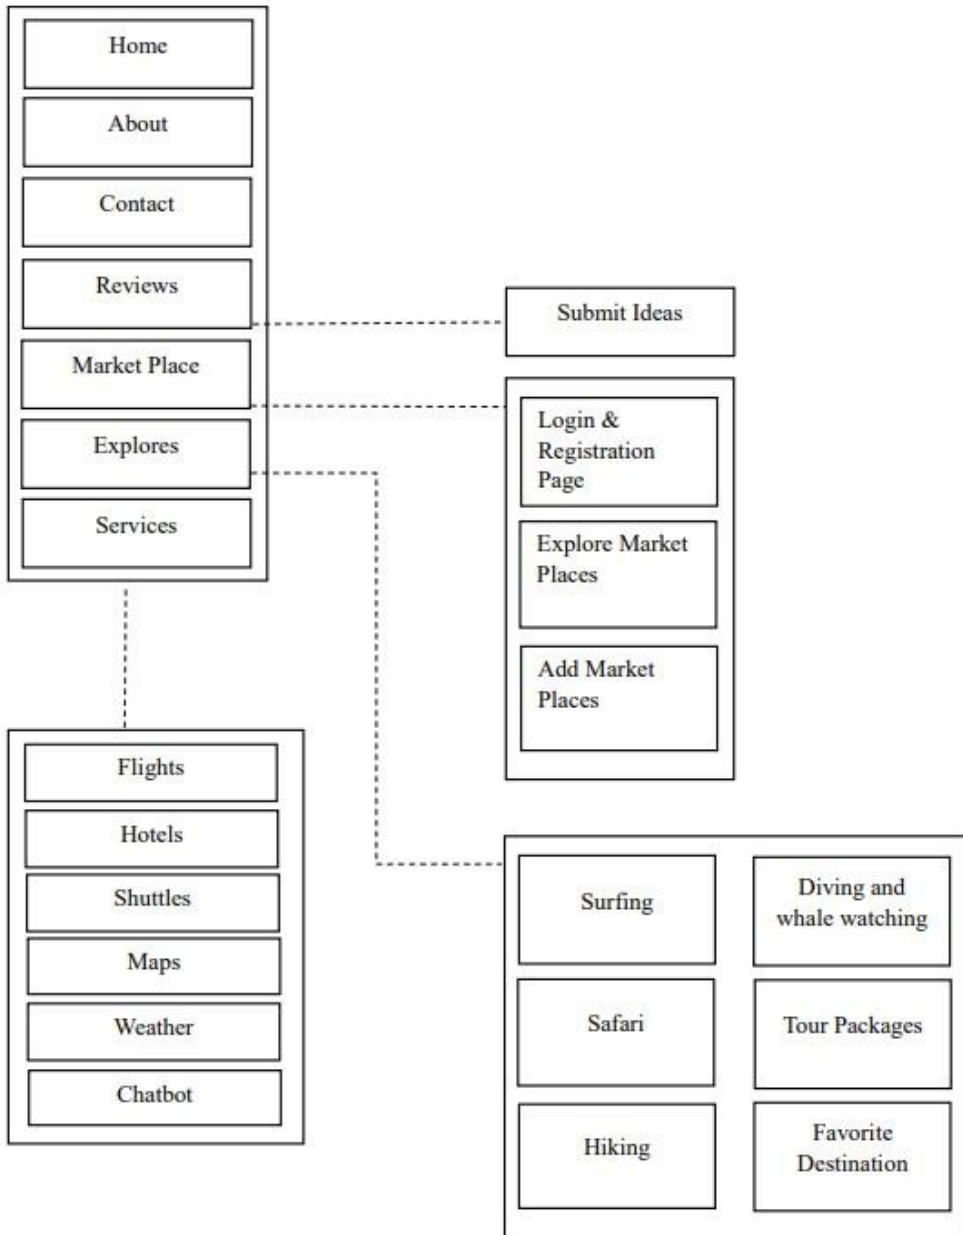 Home
About
Contact
Reviews
Market Place
Explores
Services
Submit Ideas
Login &
Registration
Page
Explore Market
Places
Add Market
Places
Flights
Hotels
Shuttles
Maps
Weather
Chatbot
Surfing
Diving and
whale watching
Safari
Tour Packages
Hiking
Favorite
Destination